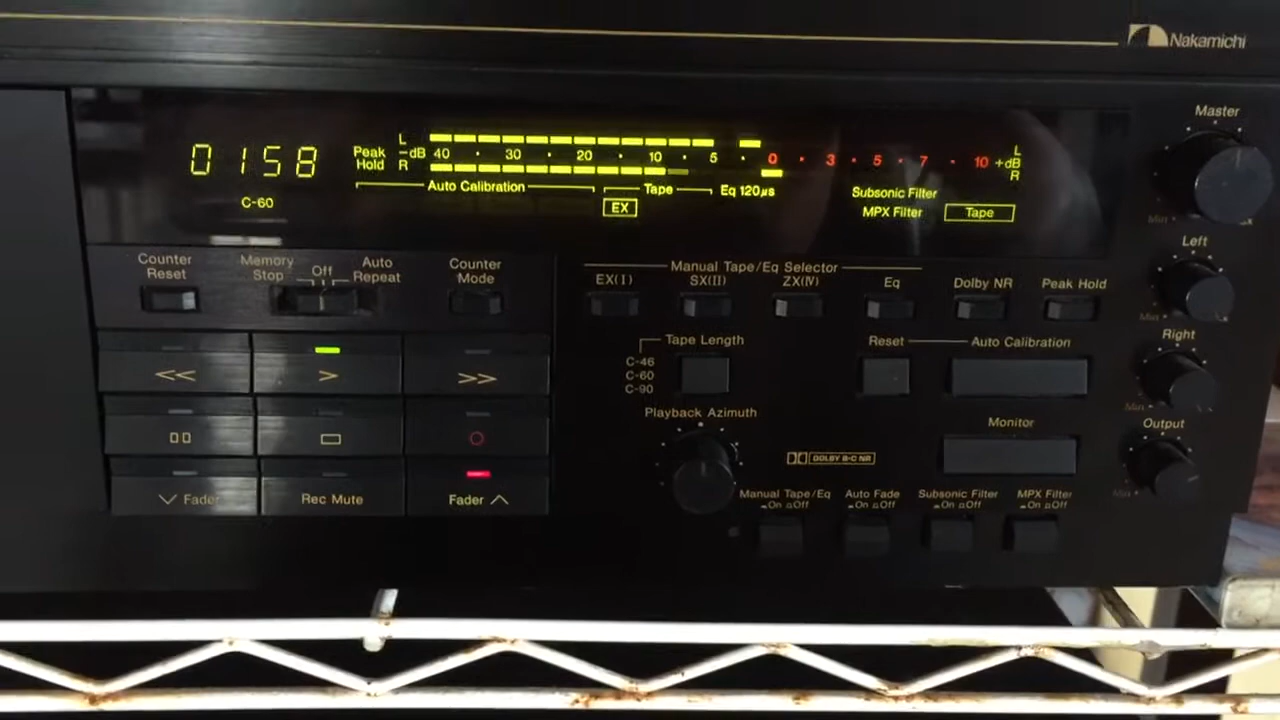 Nakamichi
Master
Min
0158
C-60
Peak Hold
L
R
-dB
40 30 20 10 5 0 3 5 7 10 +dB
L
R
Auto Calibration
Tape
Eq 120μs
EX
Subsonic Filter
MPX Filter
Tape
Left
Min
Counter Reset
Memory Stop
Off
Auto Repeat
Counter Mode
Manual Tape/Eq Selector
EX(I)
SX(II)
ZX(IV)
Eq
Dolby NR
Peak Hold
Right
Min
Tape Length
C-46
C-60
C-90
Reset
Auto Calibration
Playback Azimuth
Monitor
Output
Min
DOLBY B-C NR
Fader
Rec Mute
Fader
Manual Tape/Eq
On Off
Auto Fade
On Off
Subsonic Filter
On Off
MPX Filter
On Off